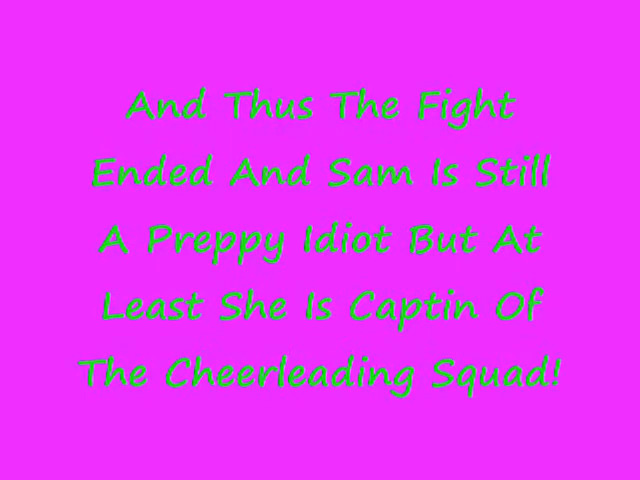 And Thus The Fight
Ended And Sam Is Still
A Preppy Idiot But At
Least She Is Captin Of
The Cheerleading Squad!